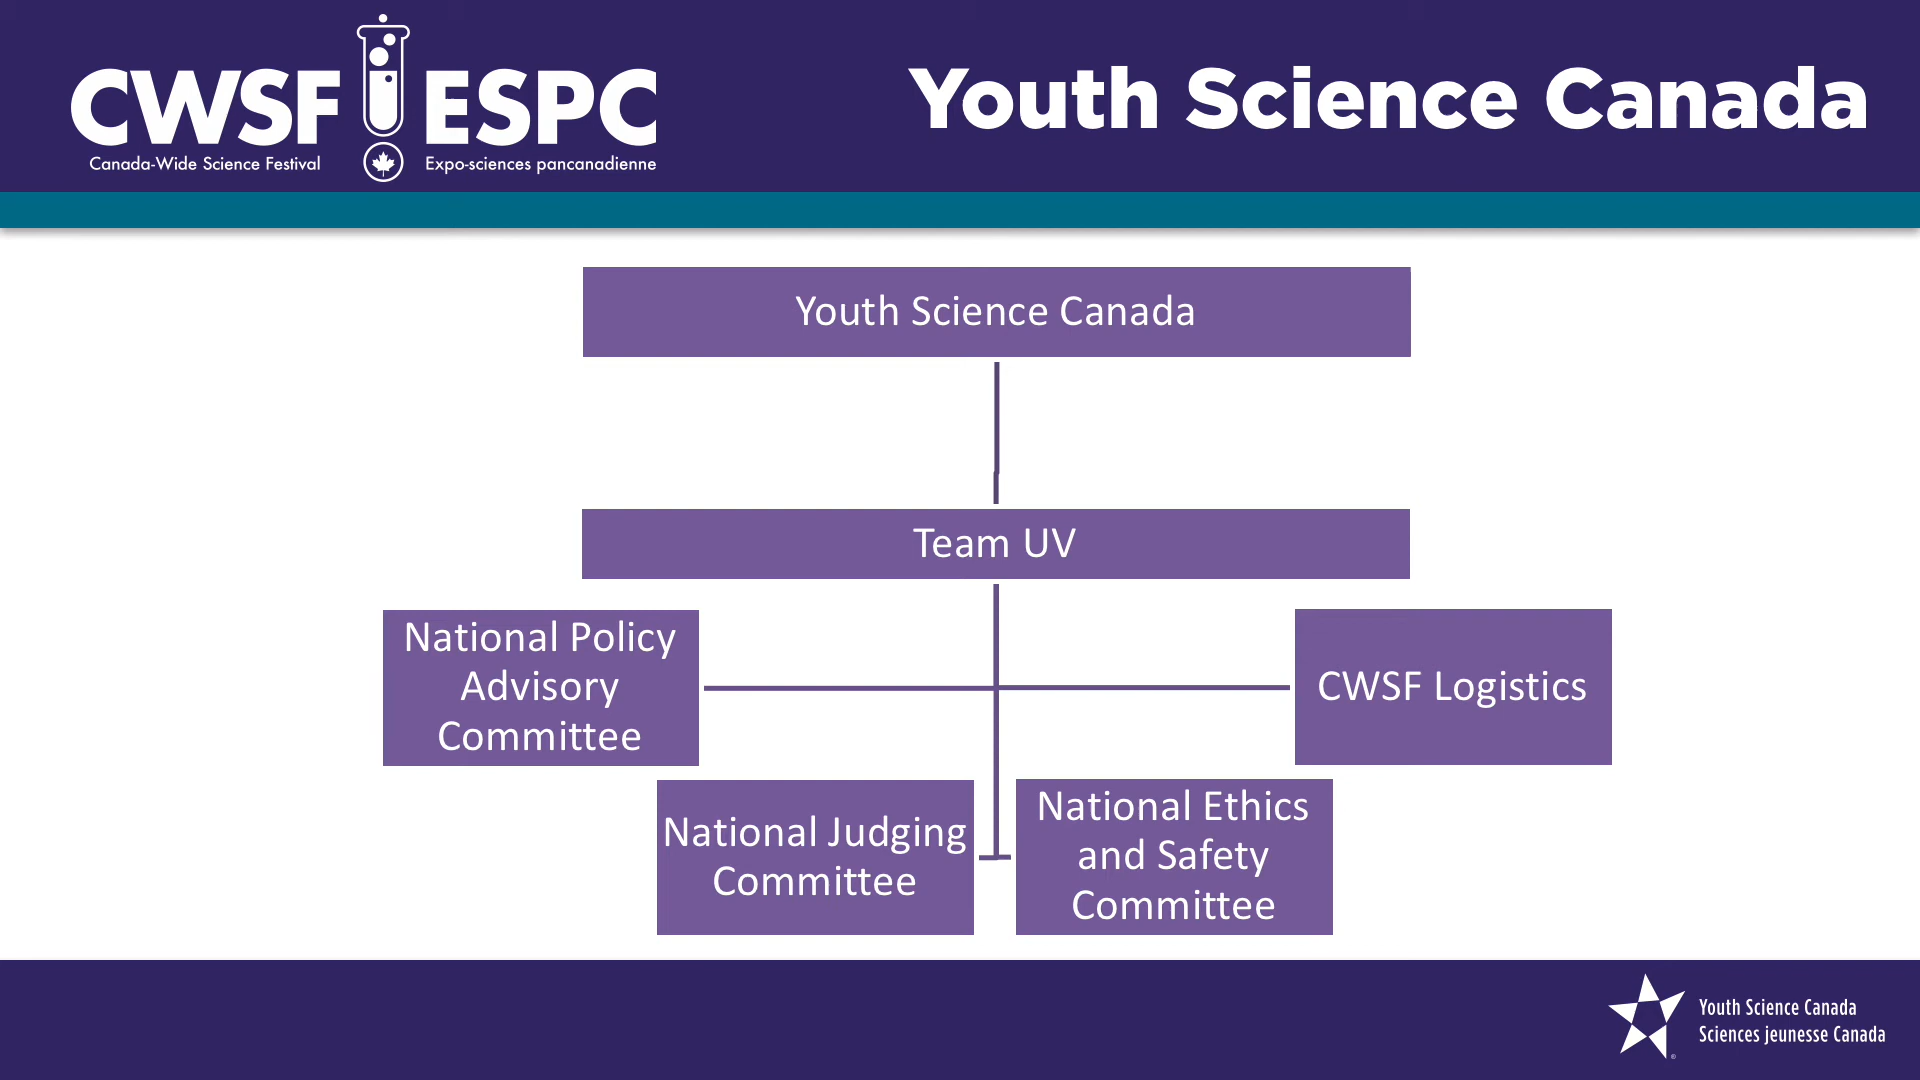 CWSF ESPC
Canada-Wide Science Festival
Expo-sciences pancanadienne
Youth Science Canada
Youth Science Canada
Team UV
National Policy
Advisory
Committee
CWSF Logistics
National Judging
Committee
National Ethics
and Safety
Committee
Youth Science Canada
Sciences jeunesse Canada
®